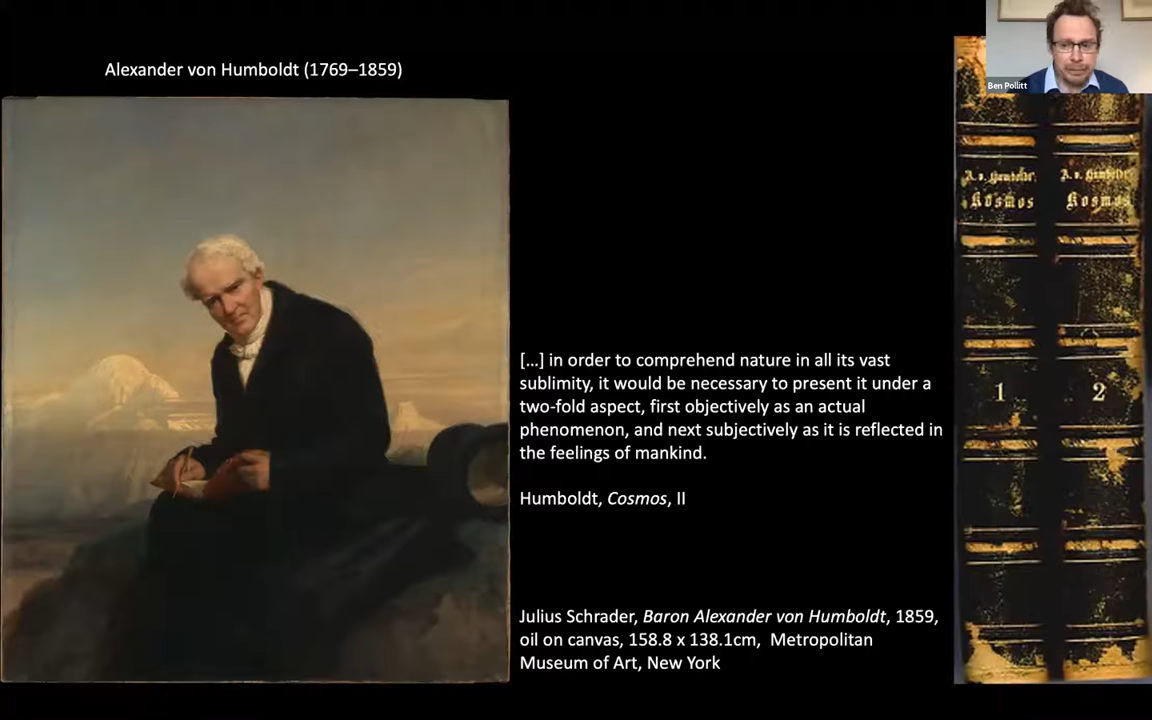 Alexander von Humboldt (1769–1859)
Ben Pollitt
[…] in order to comprehend nature in all its vast
sublimity, it would be necessary to present it under a
two-fold aspect, first objectively as an actual
phenomenon, and next subjectively as it is reflected in
the feelings of mankind.
Humboldt, Cosmos, II
Julius Schrader, Baron Alexander von Humboldt, 1859,
oil on canvas, 158.8 x 138.1cm, Metropolitan
Museum of Art, New York
A. v. Humboldt,
Kosmos
1
A. v. Humboldt,
Kosmos
2